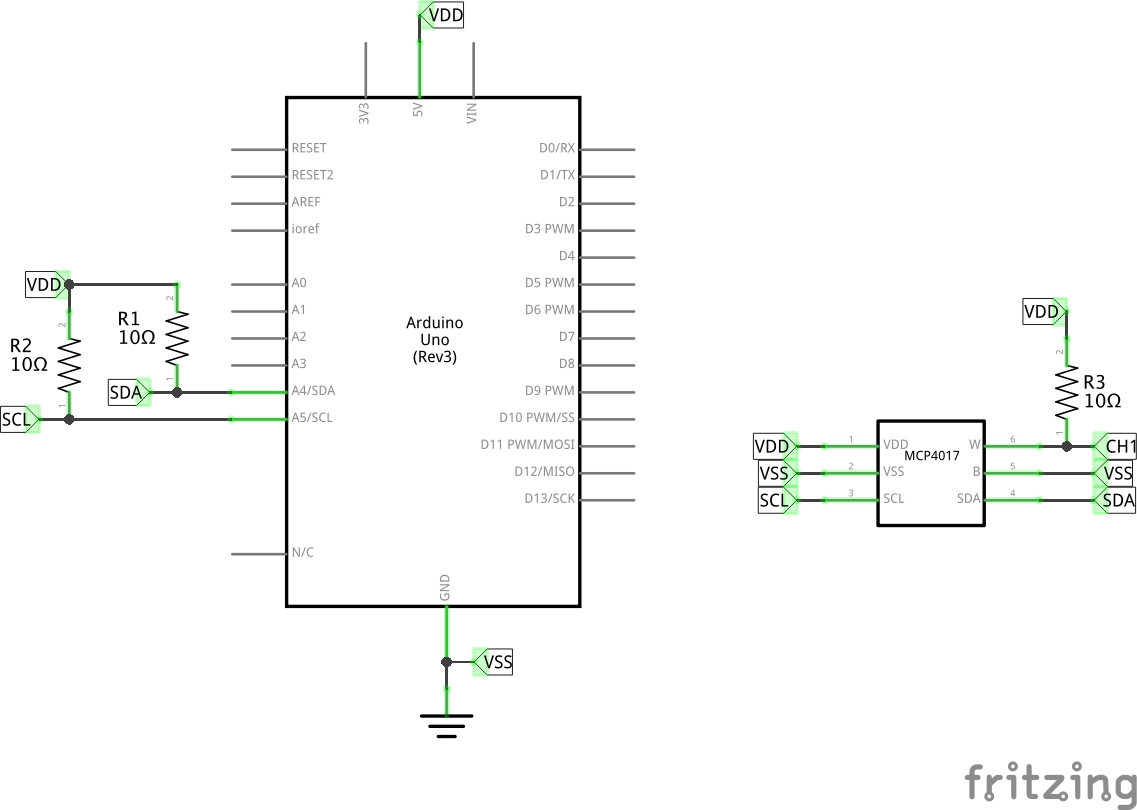 VDD
3V3
5V
VIN
RESET
RESET2
AREF
ioref
A0
A1
A2
A3
A4/SDA
A5/SCL
N/C
Arduino
Uno
(Rev3)
D0/RX
D1/TX
D2
D3 PWM
D4
D5 PWM
D6 PWM
D7
D8
D9 PWM
D10 PWM/SS
D11 PWM/MOSI
D12/MISO
D13/SCK
GND
VSS
VDD
R2
10Ω
2
1
R1
10Ω
2
1
SDA
SCL
VDD
2
R3
10Ω
1
VDD 1 VDD
VSS 2 VSS
SCL 3 SCL
MCP4017
W 6 CH1
B 5 VSS
SDA 4 SDA
fritzing